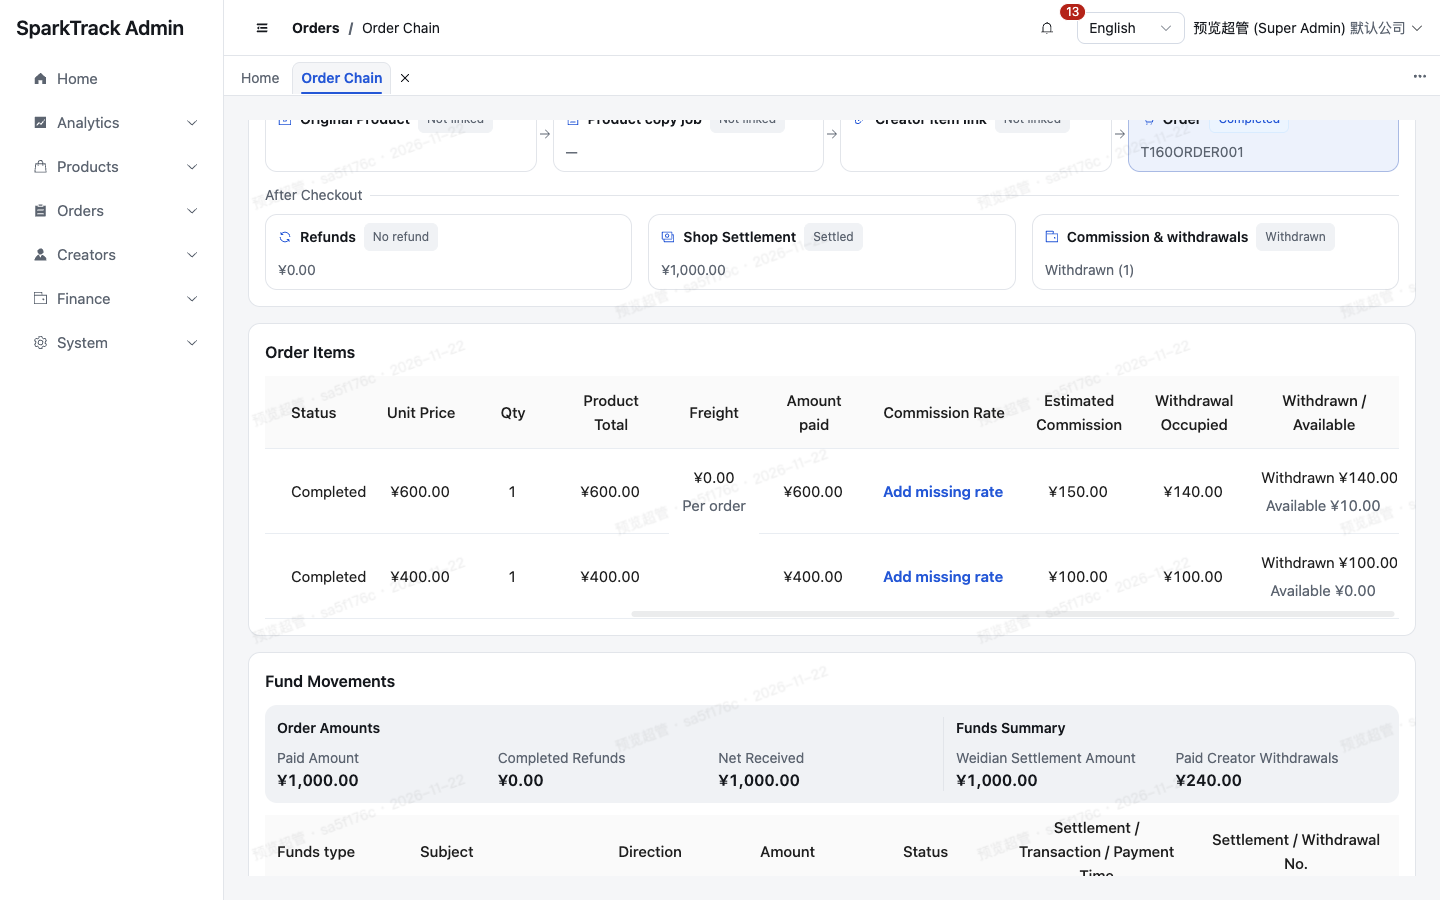 SparkTrack Admin
Home
Analytics
Products
Orders
Creators
Finance
System
Orders / Order Chain
13
English
预览超管 (Super Admin) 默认公司
Home
Order Chain
Original Product Not linked
Product copy job Not linked
—
Creator item link Not linked
Order Completed
T160ORDER001
After Checkout
Refunds No refund
¥0.00
Shop Settlement Settled
¥1,000.00
Commission & withdrawals Withdrawn
Withdrawn (1)
Order Items
Status
Unit Price
Qty
Product
Total
Freight
Amount
paid
Commission Rate
Estimated
Commission
Withdrawal
Occupied
Withdrawn /
Available
Completed ¥600.00 1 ¥600.00
¥0.00
Per order
¥600.00 Add missing rate ¥150.00 ¥140.00
Withdrawn ¥140.00
Available ¥10.00
Completed ¥400.00 1 ¥400.00 ¥400.00 Add missing rate ¥100.00 ¥100.00
Withdrawn ¥100.00
Available ¥0.00
Fund Movements
Order Amounts
Paid Amount
¥1,000.00
Completed Refunds
¥0.00
Net Received
¥1,000.00
Funds Summary
Weidian Settlement Amount
¥1,000.00
Paid Creator Withdrawals
¥240.00
Funds type
Subject
Direction
Amount
Status
Settlement /
Transaction / Payment
Time
Settlement / Withdrawal
No.
预览超管 · sa5f176c · 2026-11-22